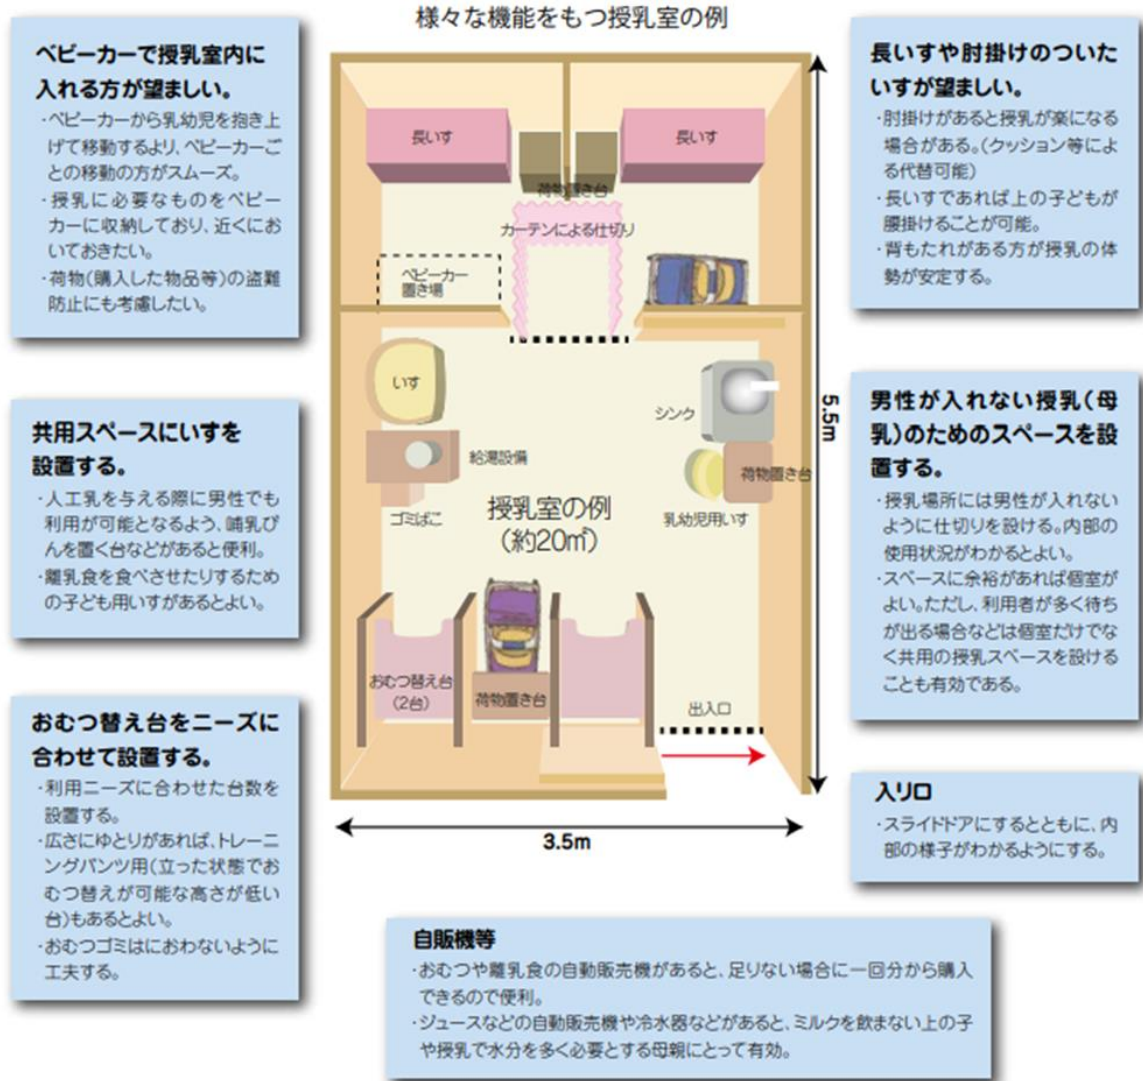 様々な機能をもつ授乳室の例
ベビーカーで授乳室内に
入れる方が望ましい。
・ベビーカーから乳幼児を抱き上
げて移動するより、ベビーカーご
との移動の方がスムーズ。
・授乳に必要なものをベビー
カーに収納しており、近くにお
いておきたい。
・荷物(購入した物品等)の盗難
防止にも考慮したい。
共用スペースにいすを
設置する。
・人工乳を与える際に男性でも
利用が可能となるよう、哺乳び
んを置く台などがあると便利。
・離乳食を食べさせたりするため
の子ども用いすがあるとよい。
おむつ替え台をニーズに
合わせて設置する。
・利用ニーズに合わせた台数を
設置する。
・広さにゆとりがあれば、トレーニ
ングパンツ用(立った状態でお
むつ替えが可能な高さが低い
台)もあるとよい。
・おむつゴミはにおわないように
工夫する。
長いす
長いす
荷物置き台
カーテンによる仕切り
ベビーカー
置き場
いす
シンク
給湯設備
荷物置き台
ゴミばこ
乳幼児用いす
授乳室の例
(約20㎡)
おむつ替え台
(2台)
荷物置き台
出入口
5.5m
3.5m
長いすや肘掛けのついた
いすが望ましい。
・肘掛けがあると授乳が楽になる
場合がある。(クッション等によ
る代替可能)
・長いすであれば上の子どもが
腰掛けることが可能。
・背もたれがある方が授乳の体
勢が安定する。
男性が入れない授乳(母
乳)のためのスペースを設
置する。
・授乳場所には男性が入れない
ように仕切りを設ける。内部の
使用状況がわかるとよい。
・スペースに余裕があれば個室が
よい。ただし、利用者が多く待ち
が出る場合などは個室だけでな
く共用の授乳スペースを設ける
ことも有効である。
入り口
・スライドドアにするとともに、内
部の様子がわかるようにする。
自販機等
・おむつや離乳食の自動販売機があると、足りない場合に一回分から購入
できるので便利。
・ジュースなどの自動販売機や冷水器などがあると、ミルクを飲まない上の子
や授乳で水分を多く必要とする母親にとって有効。